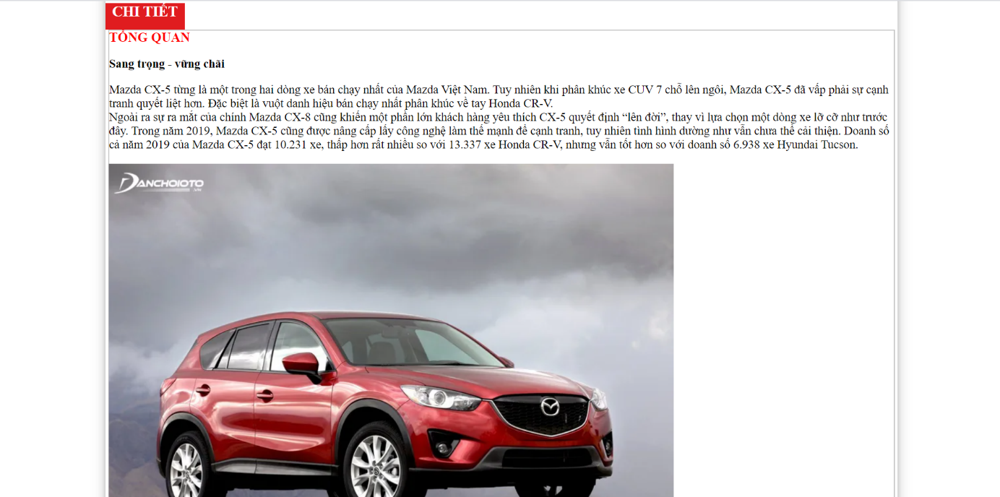 CHI TIẾT
TỔNG QUAN
Sang trọng - vững chãi
Mazda CX-5 từng là một trong hai dòng xe bán chạy nhất của Mazda Việt Nam. Tuy nhiên khi phân khúc xe CUV 7 chỗ lên ngôi, Mazda CX-5 đã vấp phải sự cạnh
tranh quyết liệt hơn. Đặc biệt là vuột danh hiệu bán chạy nhất phân khúc về tay Honda CR-V.
Ngoài ra sự ra mắt của chính Mazda CX-8 cũng khiến một phần lớn khách hàng yêu thích CX-5 quyết định “lên đời”, thay vì lựa chọn một dòng xe lỡ cỡ như trước
đây. Trong năm 2019, Mazda CX-5 cũng được nâng cấp lấy công nghệ làm thế mạnh để cạnh tranh, tuy nhiên tình hình dường như vẫn chưa thể cải thiện. Doanh số
cả năm 2019 của Mazda CX-5 đạt 10.231 xe, thấp hơn rất nhiều so với 13.337 xe Honda CR-V, nhưng vẫn tốt hơn so với doanh số 6.938 xe Hyundai Tucson.
DANCHOIOTO
.VN